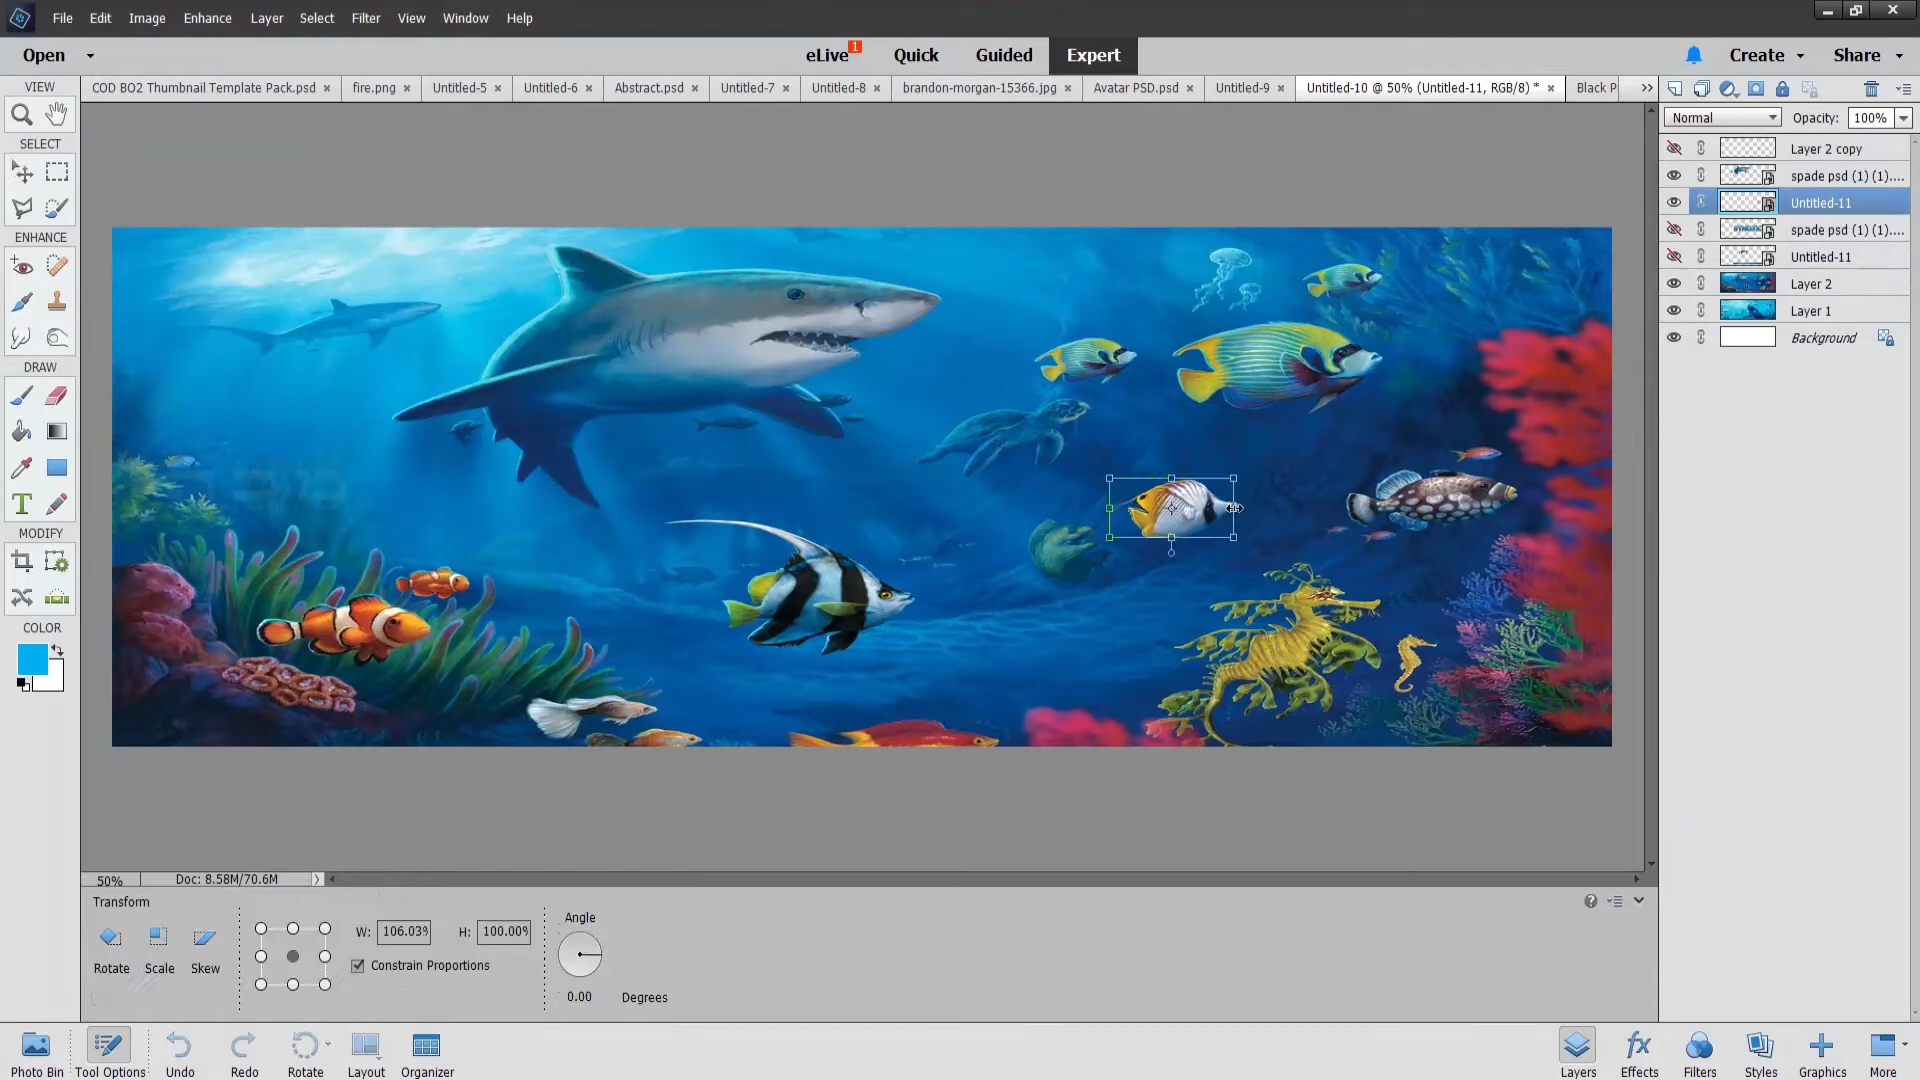 File Edit Image Enhance Layer Select Filter View Window Help
Open eLive 1 Quick Guided Expert Create Share
VIEW
COD BO2 Thumbnail Template Pack.psd × fire.png × Untitled-5 × Untitled-6 × Abstract.psd × Untitled-7 × Untitled-8 × brandon-morgan-15366.jpg × Avatar PSD.psd × Untitled-9 × Untitled-10 @ 50% (Untitled-11, RGB/8) * × Black P
Normal Opacity: 100%
SELECT
Layer 2 copy
spade psd (1) (1)....
Untitled-11
spade psd (1) (1)....
ENHANCE
Untitled-11
Layer 2
Layer 1
Background
DRAW
T
MODIFY
COLOR
50% Doc: 8.58M/70.6M
Transform
Angle
W: 106.03% H: 100.00%
Rotate Scale Skew
Constrain Proportions
0.00 Degrees
Photo Bin Tool Options Undo Redo Rotate Layout Organizer
fx
Layers Effects Filters Styles Graphics More